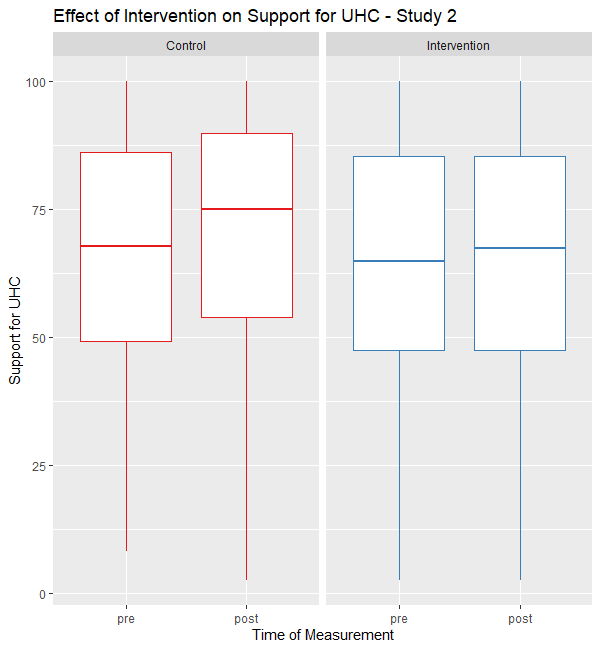 Effect of Intervention on Support for UHC - Study 2
Control
Intervention
100
75
50
25
0
Support for UHC
pre
post
pre
post
Time of Measurement